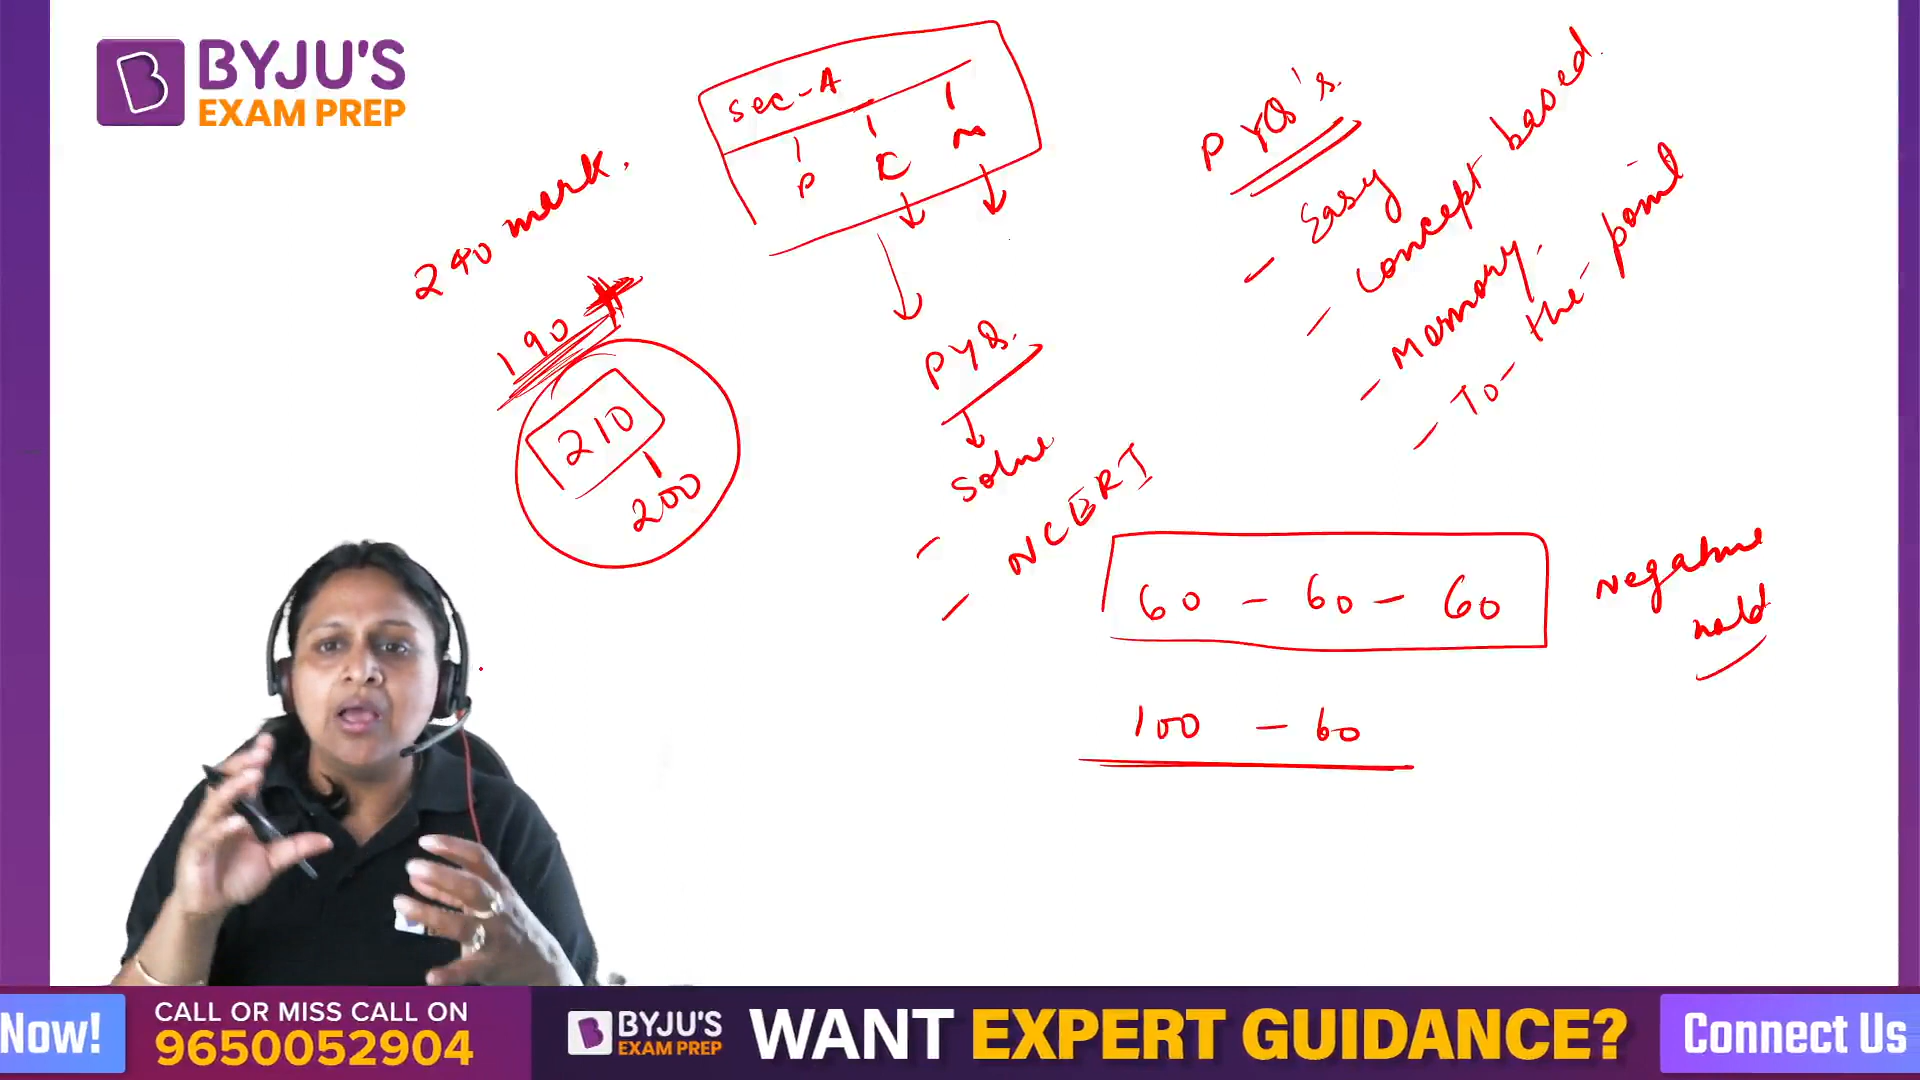 BYJU'S
EXAM PREP
240 mark.
190
210
200
Sec-A
P C M
PYQ.
Solve
- NCERT
-
PYQ's.
- Easy
- Concept based.
- Memory.
- To-the-point
60 - 60 - 60
Negative
100 - 60
Now!
CALL OR MISS CALL ON
9650052904
BYJU'S
EXAM PREP
WANT EXPERT GUIDANCE?
Connect Us